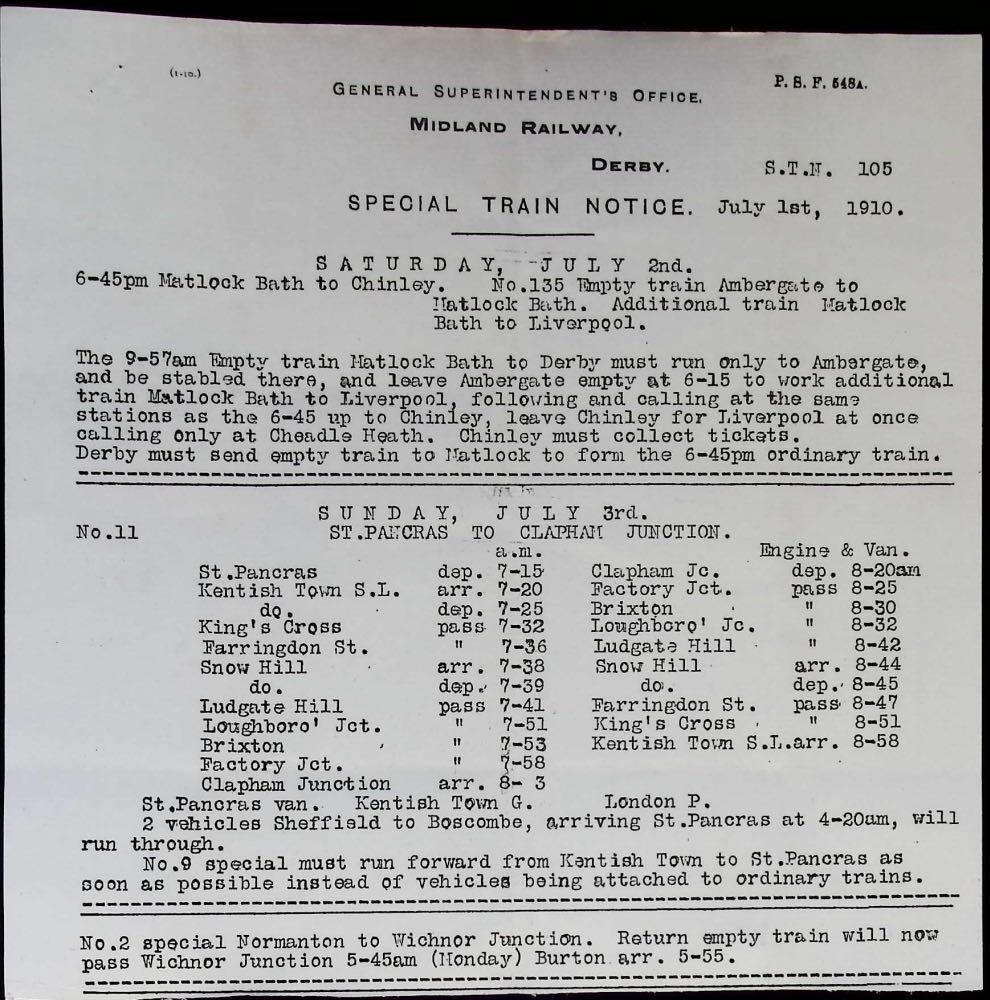 (1-10.)
P. S. F. 548A.
GENERAL SUPERINTENDENT'S OFFICE,
MIDLAND RAILWAY,
DERBY.
S.T.N. 105
SPECIAL TRAIN NOTICE. July 1st, 1910.
SATURDAY, JULY 2nd.
6-45pm Matlock Bath to Chinley. No.135 Empty train Ambergate to
Matlock Bath. Additional train Matlock
Bath to Liverpool.
The 9-57am Empty train Matlock Bath to Derby must run only to Ambergate,
and be stabled there, and leave Ambergate empty at 6-15 to work additional
train Matlock Bath to Liverpool, following and calling at the same
stations as the 6-45 up to Chinley, leave Chinley for Liverpool at once
calling only at Cheadle Heath. Chinley must collect tickets.
Derby must send empty train to Matlock to form the 6-45pm ordinary train.
SUNDAY, JULY 3rd.
No.11 ST.PANCRAS TO CLAPHAM JUNCTION.
a.m. Engine & Van.
St.Pancras dep. 7-15 Clapham Jc. dep. 8-20am
Kentish Town S.L. arr. 7-20 Factory Jct. pass 8-25
do. dep. 7-25 Brixton " 8-30
King's Cross pass 7-32 Loughboro' Jc. " 8-32
Farringdon St. " 7-36 Ludgate Hill " 8-42
Snow Hill arr. 7-38 Snow Hill arr. 8-44
do. dep. 7-39 do. dep. 8-45
Ludgate Hill pass 7-41 Farringdon St. pass 8-47
Loughboro' Jct. " 7-51 King's Cross " 8-51
Brixton " 7-53 Kentish Town S.L.arr. 8-58
Factory Jct. " 7-58
Clapham Junction arr. 8- 3
St.Pancras van. Kentish Town G. London P.
2 vehicles Sheffield to Boscombe, arriving St.Pancras at 4-20am, will
run through.
No.9 special must run forward from Kentish Town to St.Pancras as
soon as possible instead of vehicles being attached to ordinary trains.
No.2 special Normanton to Wichnor Junction. Return empty train will now
pass Wichnor Junction 5-45am (Monday) Burton arr. 5-55.